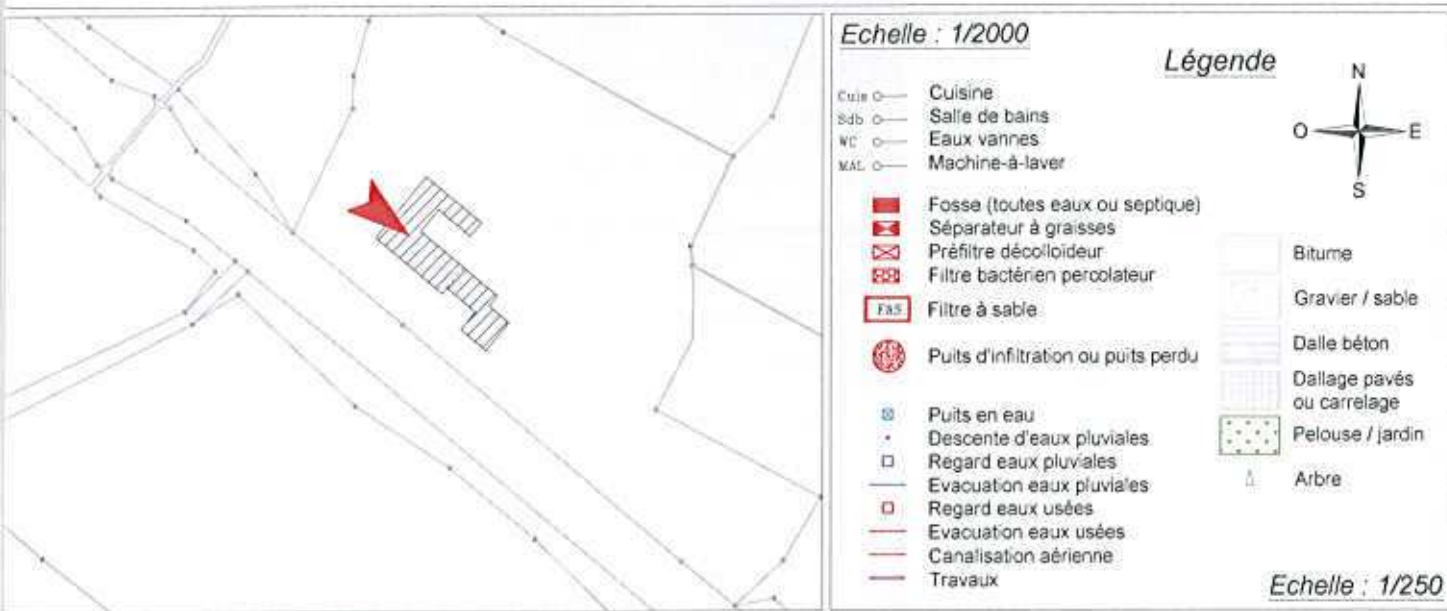 Echelle : 1/2000
Légende
N
O
E
S
Cuis
Cuisine
Sdb
Salle de bains
WC
Eaux vannes
MAL
Machine-à-laver
Fosse (toutes eaux ou septique)
Séparateur à graisses
Préfiltre décolloïdeur
Filtre bactérien percolateur
FàS
Filtre à sable
Puits d'infiltration ou puits perdu
Puits en eau
Descente d'eaux pluviales
Regard eaux pluviales
Evacuation eaux pluviales
Regard eaux usées
Evacuation eaux usées
Canalisation aérienne
Travaux
Bitume
Gravier / sable
Dalle béton
Dallage pavés
ou carrelage
Pelouse / jardin
Arbre
Echelle : 1/250